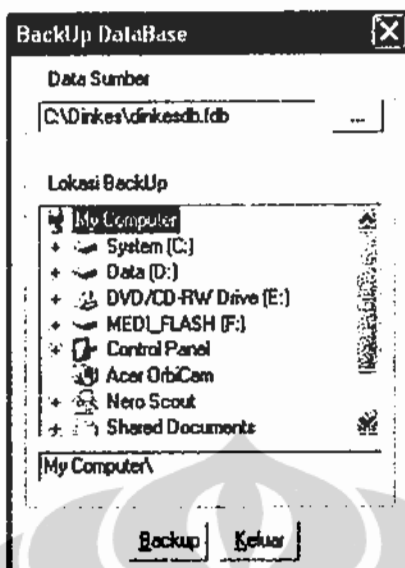 BackUp DataBase
Data Sumber
C:\Dinkes\dinkesdb.fdb ...
Lokasi BackUp
My Computer
System (C:)
Data (D:)
DVD/CD-RW Drive (E:)
MEDI_FLASH (F:)
Control Panel
Acer OrbiCam
Nero Scout
Shared Documents
My Computer\
Backup Keluar